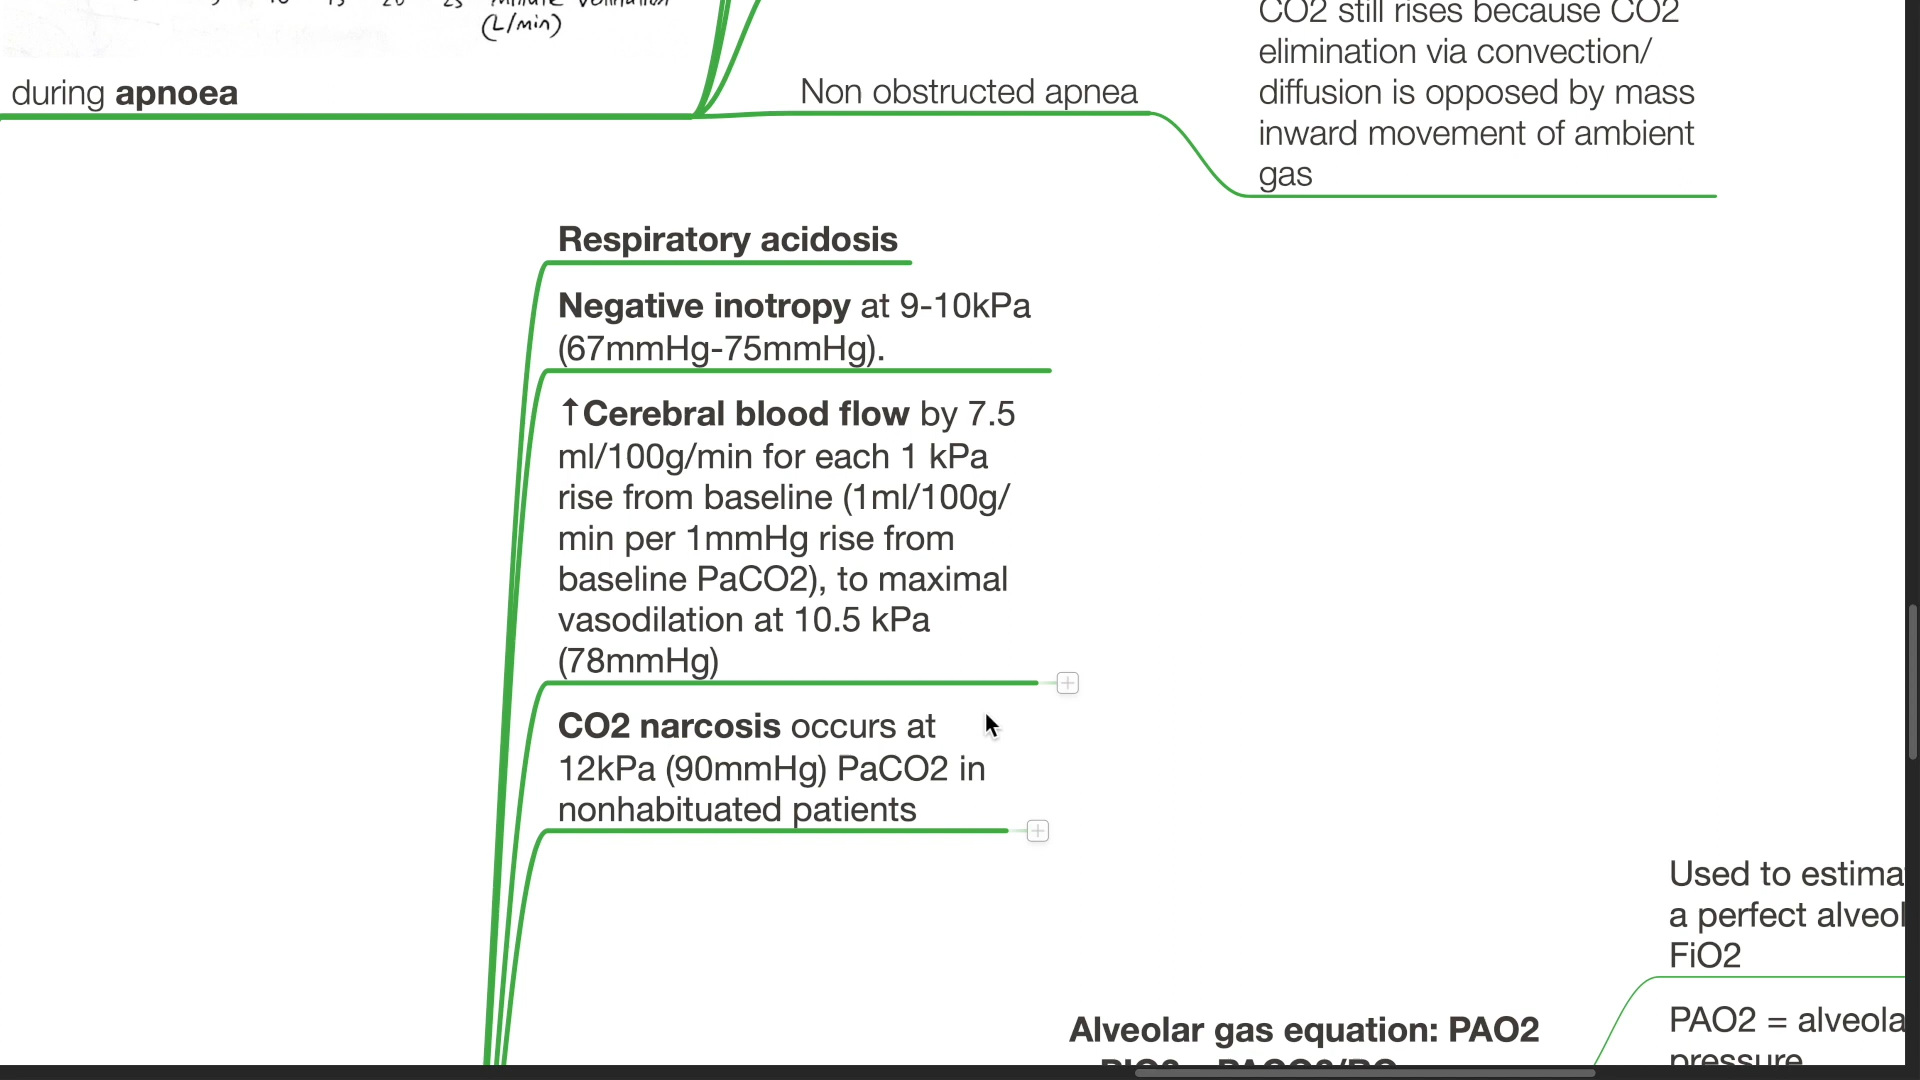 (L/min)
during apnoea
Non obstructed apnea
CO2 still rises because CO2
elimination via convection/
diffusion is opposed by mass
inward movement of ambient
gas
Respiratory acidosis
Negative inotropy at 9-10kPa
(67mmHg-75mmHg).
↑Cerebral blood flow by 7.5
ml/100g/min for each 1 kPa
rise from baseline (1ml/100g/
min per 1mmHg rise from
baseline PaCO2), to maximal
vasodilation at 10.5 kPa
(78mmHg)
CO2 narcosis occurs at
12kPa (90mmHg) PaCO2 in
nonhabituated patients
Used to estima
a perfect alveol
FiO2
Alveolar gas equation: PAO2
PAO2 = alveola
pressure